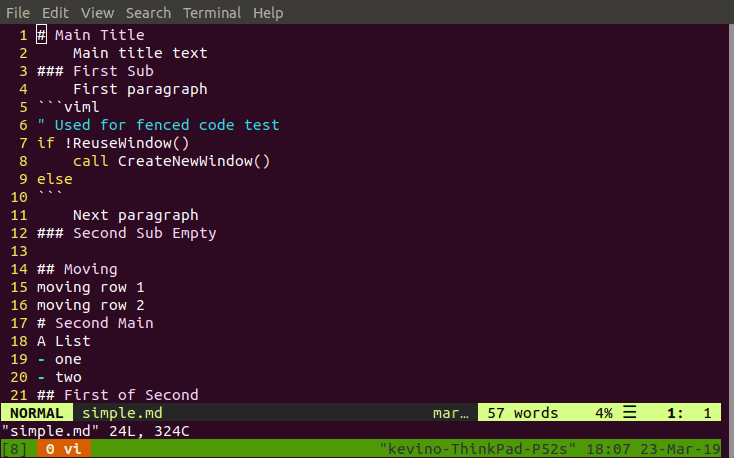 File Edit View Search Terminal Help
1 # Main Title
2     Main title text
3 ### First Sub
4     First paragraph
5 ```viml
6 " Used for fenced code test
7 if !ReuseWindow()
8     call CreateNewWindow()
9 else
10 ```
11     Next paragraph
12 ### Second Sub Empty
13
14 ## Moving
15 moving row 1
16 moving row 2
17 # Second Main
18 A List
19 - one
20 - two
21 ## First of Second
NORMAL simple.md mar… 57 words 4% ☰ 1: 1
"simple.md" 24L, 324C
[8] 0 vi "kevino-ThinkPad-P52s" 18:07 23-Mar-19